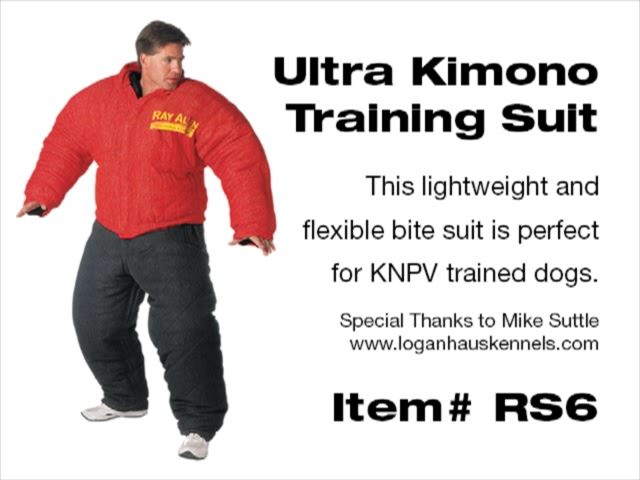 Ultra Kimono
Training Suit
RAY ALLEN
This lightweight and
flexible bite suit is perfect
for KNPV trained dogs.
Special Thanks to Mike Suttle
www.loganhauskennels.com
Item# RS6